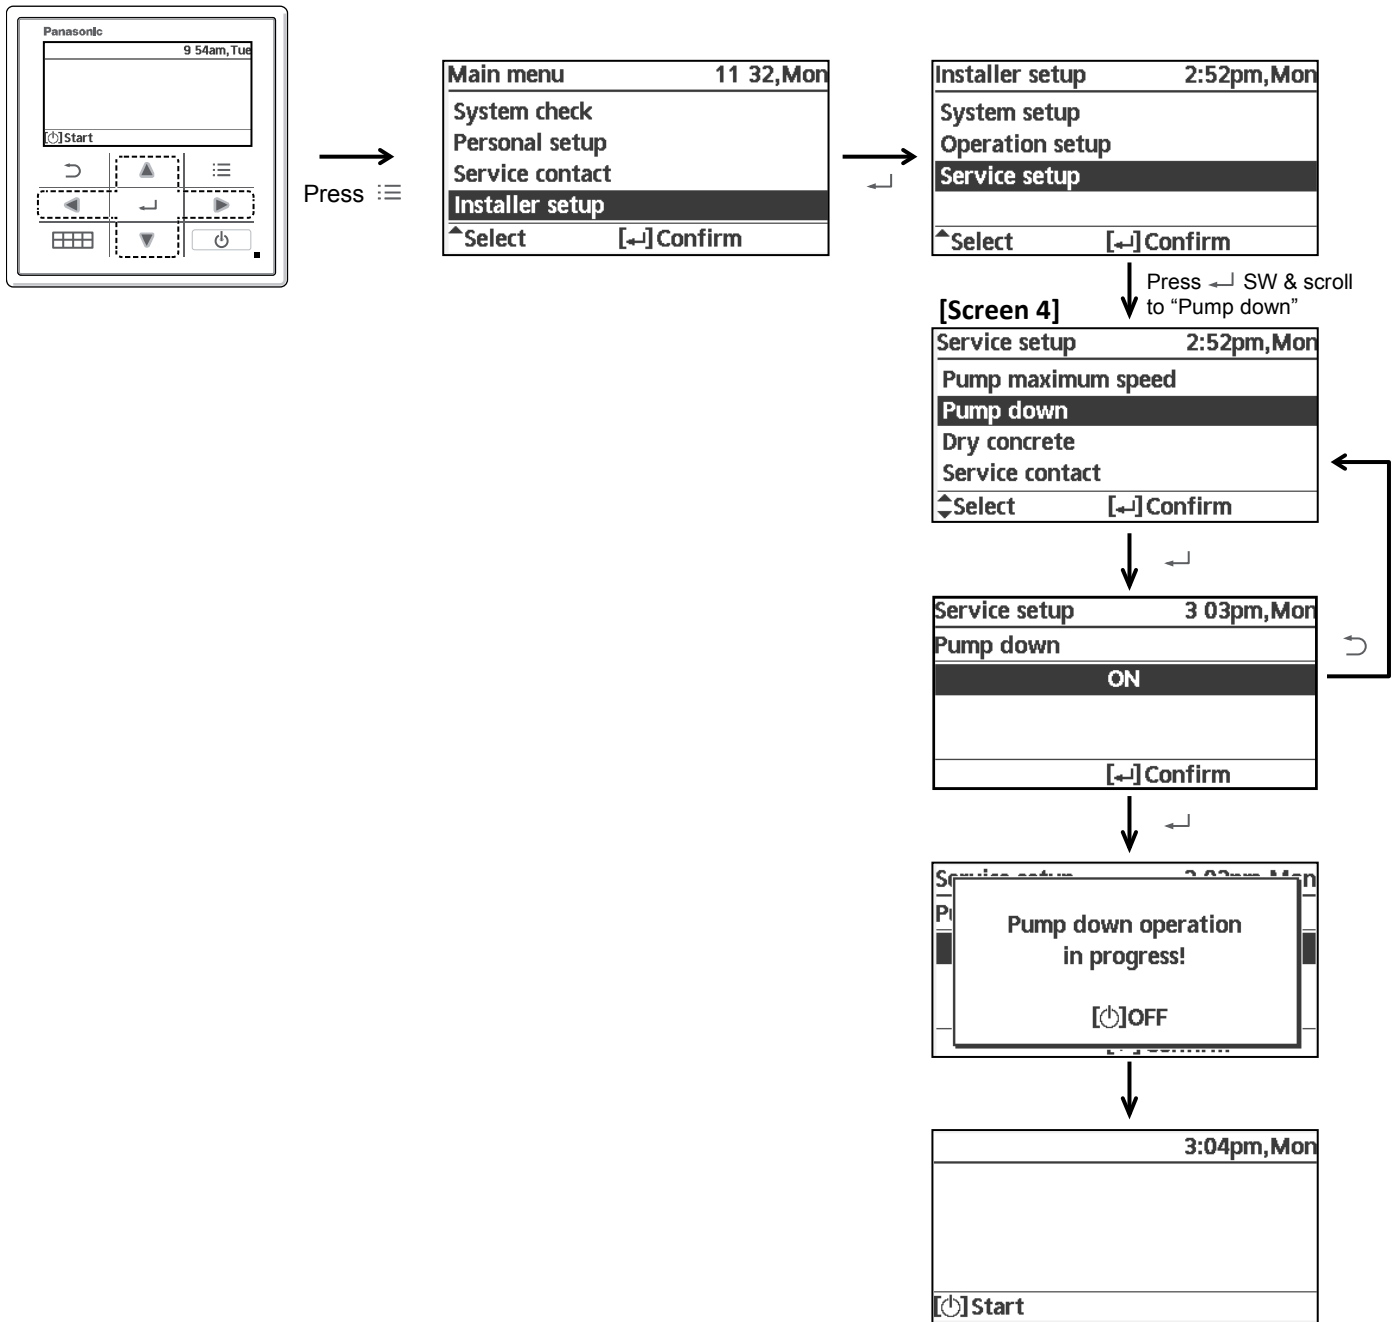 Panasonic
9 54am,Tue
[⏻]Start
Press
Main menu 11 32,Mon
System check
Personal setup
Service contact
Installer setup
Select [↵]Confirm
Installer setup 2:52pm,Mon
System setup
Operation setup
Service setup
Select [↵]Confirm
Press ↵ SW & scroll
to “Pump down”
[Screen 4]
Service setup 2:52pm,Mon
Pump maximum speed
Pump down
Dry concrete
Service contact
Select [↵]Confirm
Service setup 3 03pm,Mon
Pump down
ON
[↵]Confirm
Pump down operation
in progress!
[⏻]OFF
3:04pm,Mon
[⏻]Start